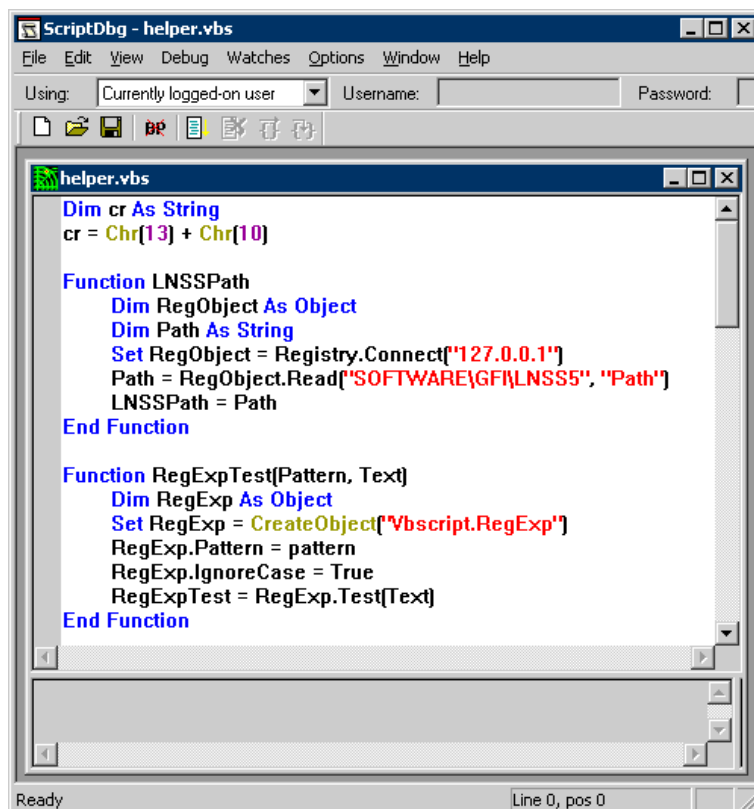 ScriptDbg - helper.vbs
File Edit View Debug Watches Options Window Help
Using: Currently logged-on user Username: Password:
BP
helper.vbs
Dim cr As String
cr = Chr(13) + Chr(10)
Function LNSSPath
Dim RegObject As Object
Dim Path As String
Set RegObject = Registry.Connect("127.0.0.1")
Path = RegObject.Read("SOFTWARE\GFI\LNSS5", "Path")
LNSSPath = Path
End Function
Function RegExpTest(Pattern, Text)
Dim RegExp As Object
Set RegExp = CreateObject("Vbscript.RegExp")
RegExp.Pattern = pattern
RegExp.IgnoreCase = True
RegExpTest = RegExp.Test(Text)
End Function
Ready Line 0, pos 0